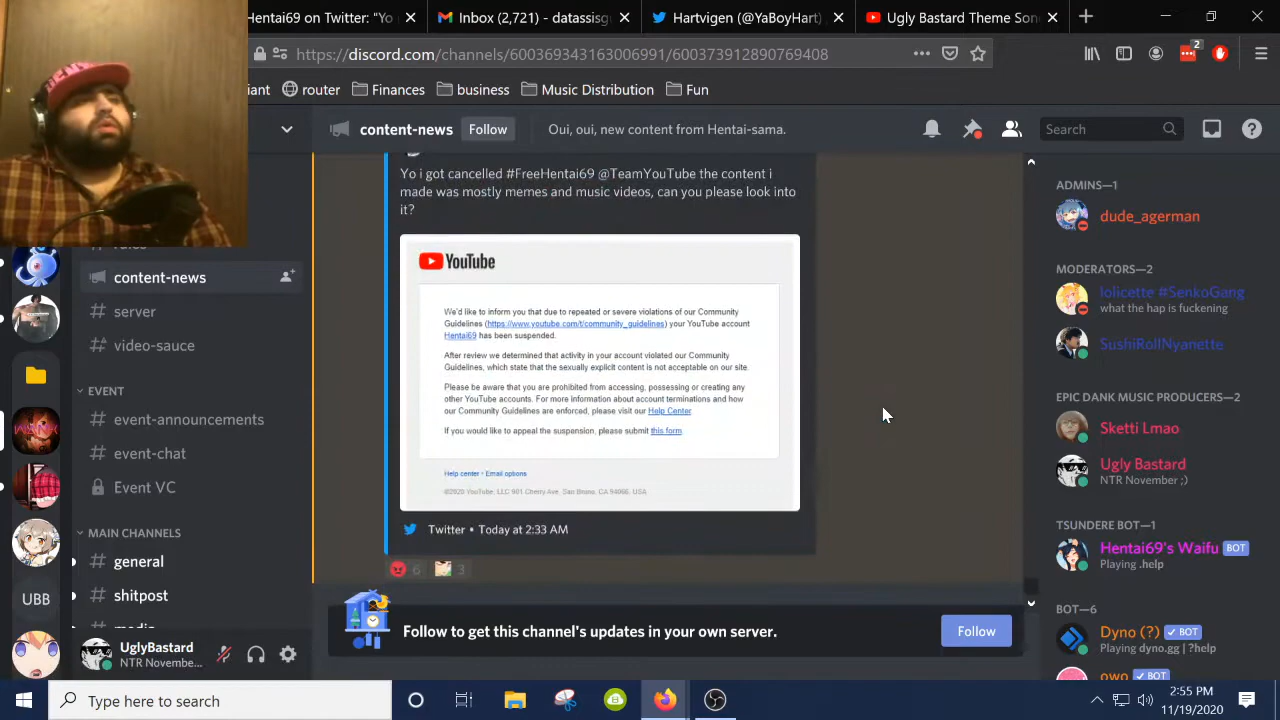 Hentai69 on Twitter: "Yo
Inbox (2,721) - datassisgu
Hartvigen (@YaBoyHart)
Ugly Bastard Theme Son
https://discord.com/channels/600369343163006991/600373912890769408
2
iant
router
Finances
business
Music Distribution
Fun
content-news
Follow
Oui, oui, new content from Hentai-sama.
Search
Yo i got cancelled #FreeHentai69 @TeamYouTube the content i
made was mostly memes and music videos, can you please look into
it?
YouTube
We'd like to inform you that due to repeated or severe violations of our Community
Guidelines (https://www.youtube.com/t/community_guidelines) your YouTube account
Hentai69 has been suspended.
After review we determined that activity in your account violated our Community
Guidelines, which state that the sexually explicit content is not acceptable on our site.
Please be aware that you are prohibited from accessing, possessing or creating any
other YouTube accounts. For more information about account terminations and how
our Community Guidelines are enforced, please visit our Help Center.
If you would like to appeal the suspension, please submit this form.
Help center • Email options
©2020 YouTube, LLC 901 Cherry Ave, San Bruno, CA 94066, USA
Twitter • Today at 2:33 AM
6
3
Follow to get this channel's updates in your own server.
Follow
rules
content-news
server
video-sauce
EVENT
event-announcements
event-chat
Event VC
MAIN CHANNELS
general
shitpost
media
UBB
UglyBastard
NTR November...
ADMINS—1
dude_agerman
MODERATORS—2
lolicette #SenkoGang
what the hap is fuckening
SushiRollNyanette
EPIC DANK MUSIC PRODUCERS—2
Sketti Lmao
Ugly Bastard
NTR November ;)
TSUNDERE BOT—1
Hentai69's Waifu
BOT
Playing .help
BOT—6
Dyno (?)
BOT
Playing dyno.gg | ?help
owo
BOT
Type here to search
2:55 PM
11/19/2020